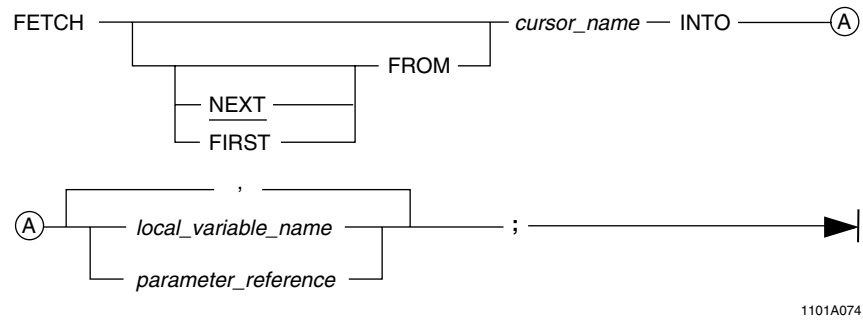 FETCH cursor_name INTO A
FROM
NEXT
FIRST
,
A local_variable_name ;
parameter_reference
1101A074